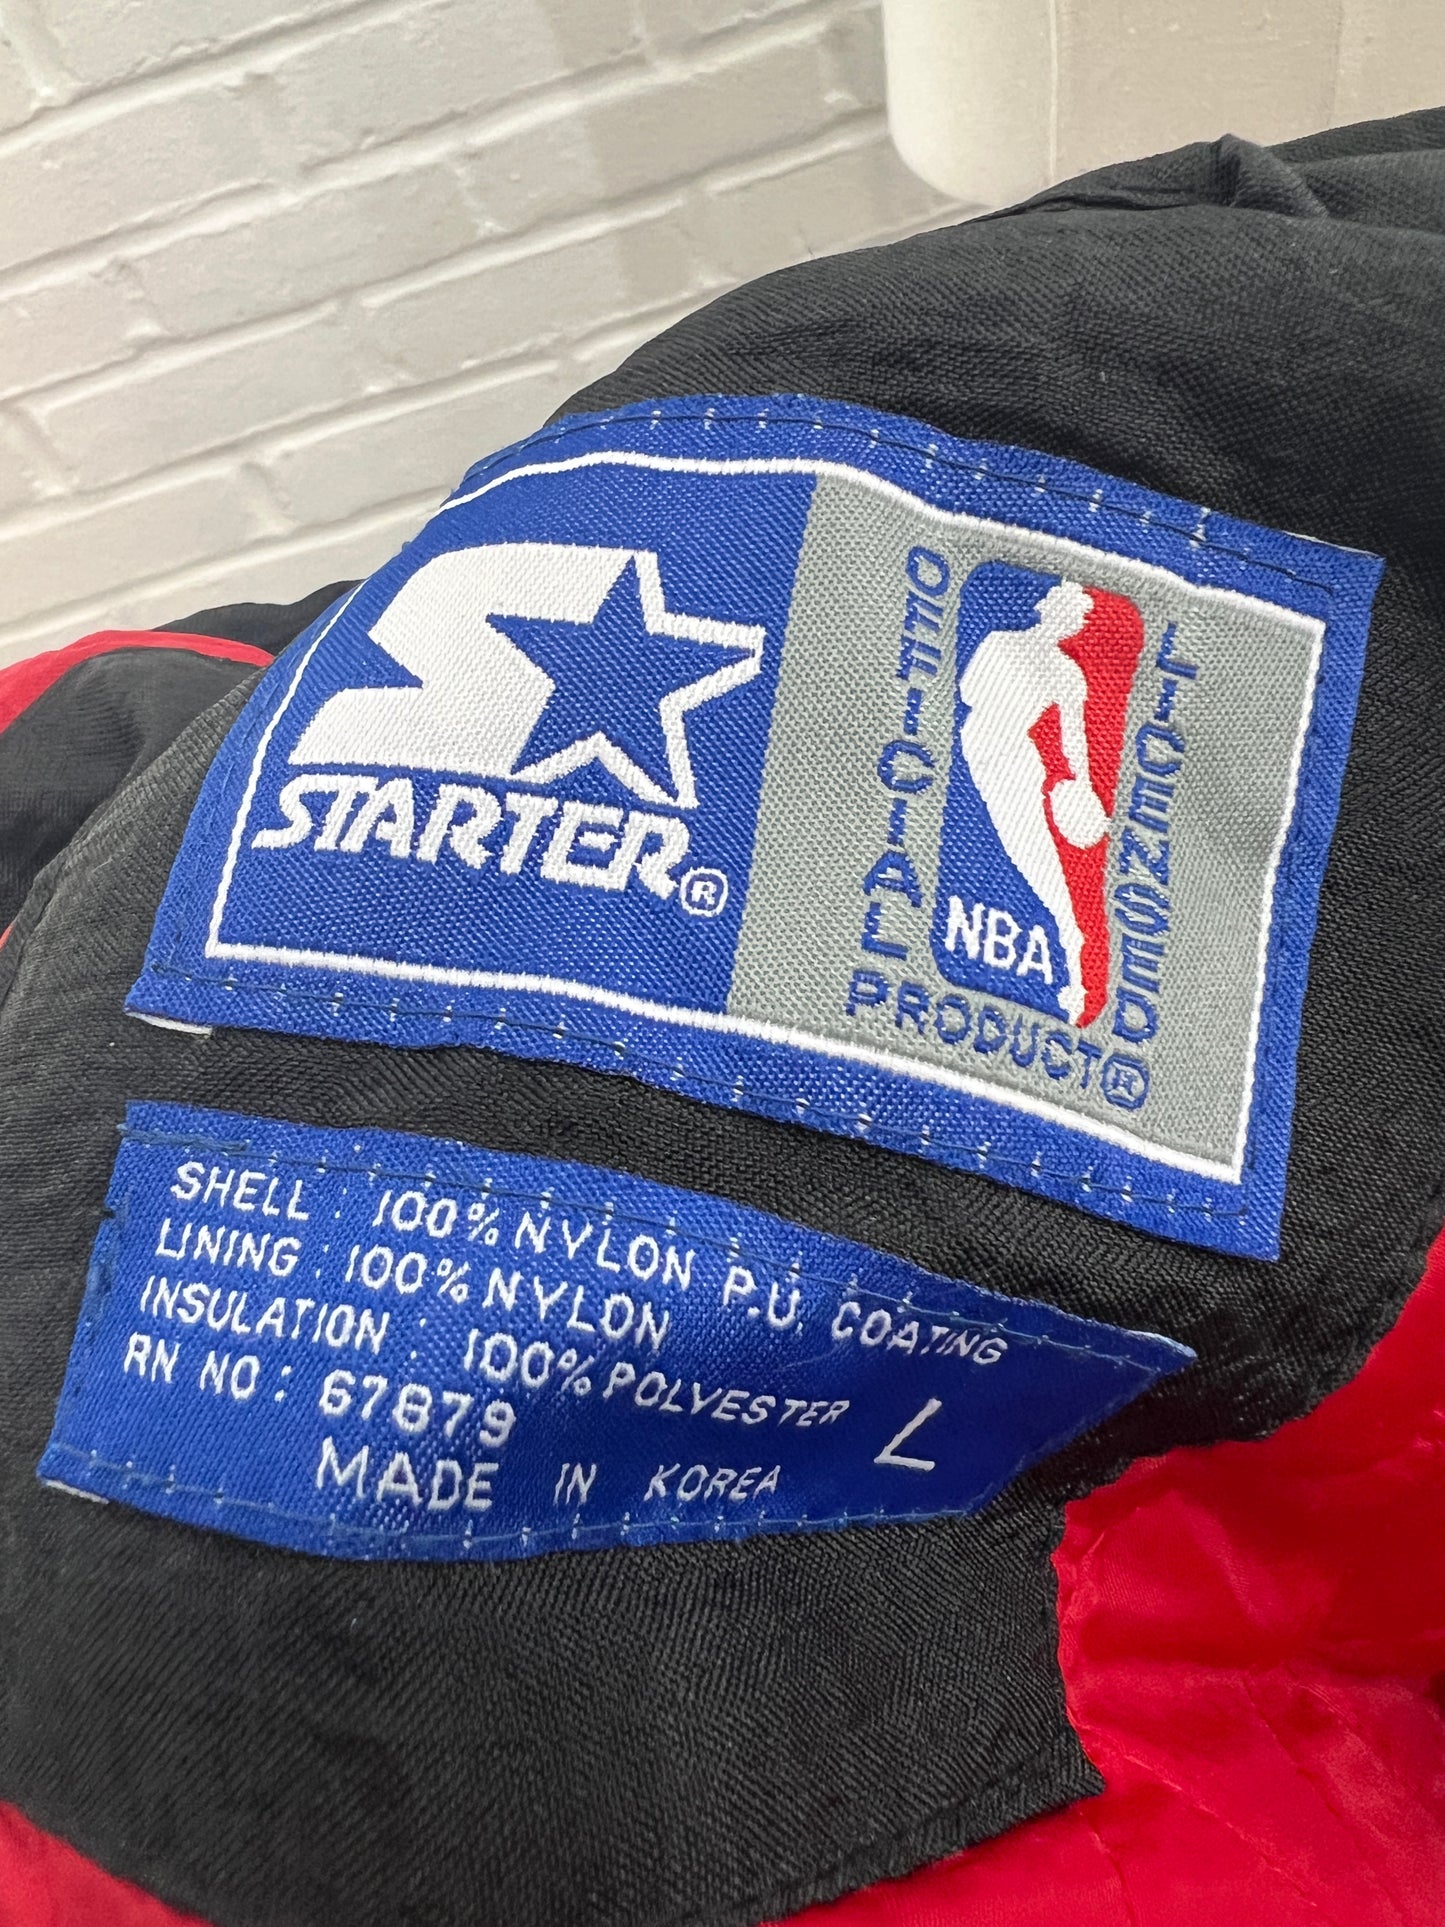 STARTER®
OFFICIAL
LICENSED
NBA
PRODUCT®
SHELL : 100% NYLON P.U. COATING
LINING : 100% NYLON
INSULATION : 100% POLYESTER
RN NO : 67879 L
MADE IN KOREA